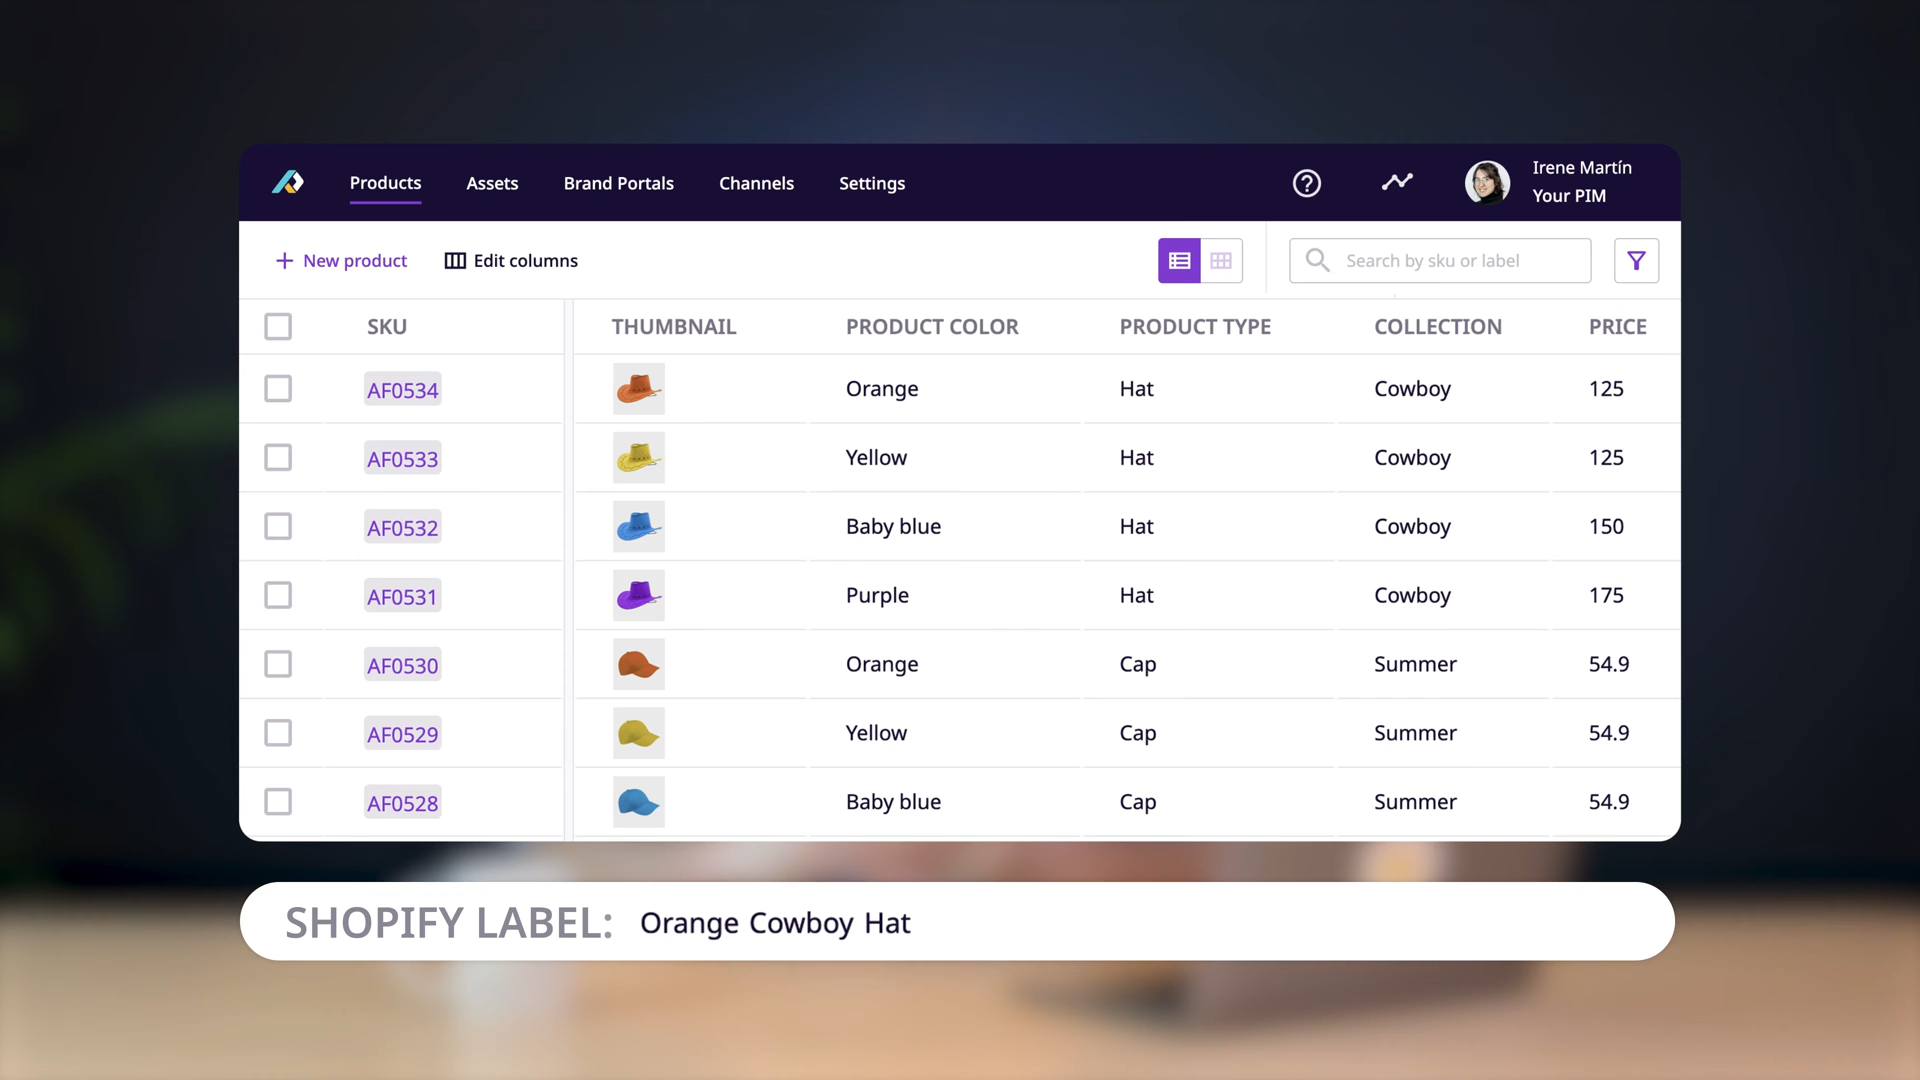 Products Assets Brand Portals Channels Settings Irene Martín
Your PIM
New product Edit columns Search by sku or label
SKU THUMBNAIL PRODUCT COLOR PRODUCT TYPE COLLECTION PRICE
AF0534 Orange Hat Cowboy 125
AF0533 Yellow Hat Cowboy 125
AF0532 Baby blue Hat Cowboy 150
AF0531 Purple Hat Cowboy 175
AF0530 Orange Cap Summer 54.9
AF0529 Yellow Cap Summer 54.9
AF0528 Baby blue Cap Summer 54.9
SHOPIFY LABEL: Orange Cowboy Hat